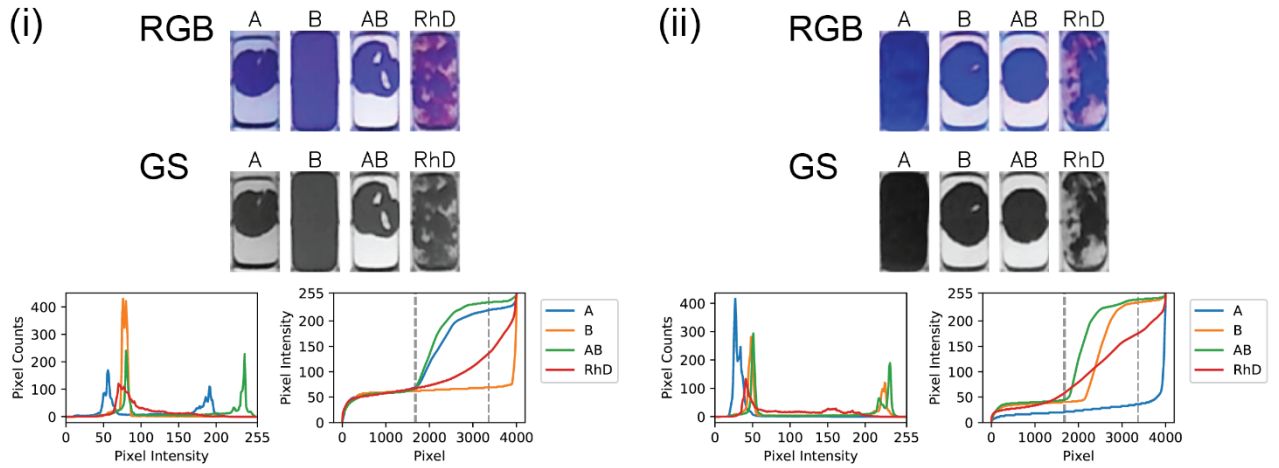 (i)
RGB
A B AB RhD
GS
A B AB RhD
Pixel Counts
400
300
200
100
0
0 50 100 150 200 255
Pixel Intensity
Pixel Intensity
255
200
150
100
50
0
0 1000 2000 3000 4000
Pixel
A
B
AB
RhD
(ii)
RGB
A B AB RhD
GS
A B AB RhD
Pixel Counts
400
300
200
100
0
0 50 100 150 200 255
Pixel Intensity
Pixel Intensity
255
200
150
100
50
0
0 1000 2000 3000 4000
Pixel
A
B
AB
RhD